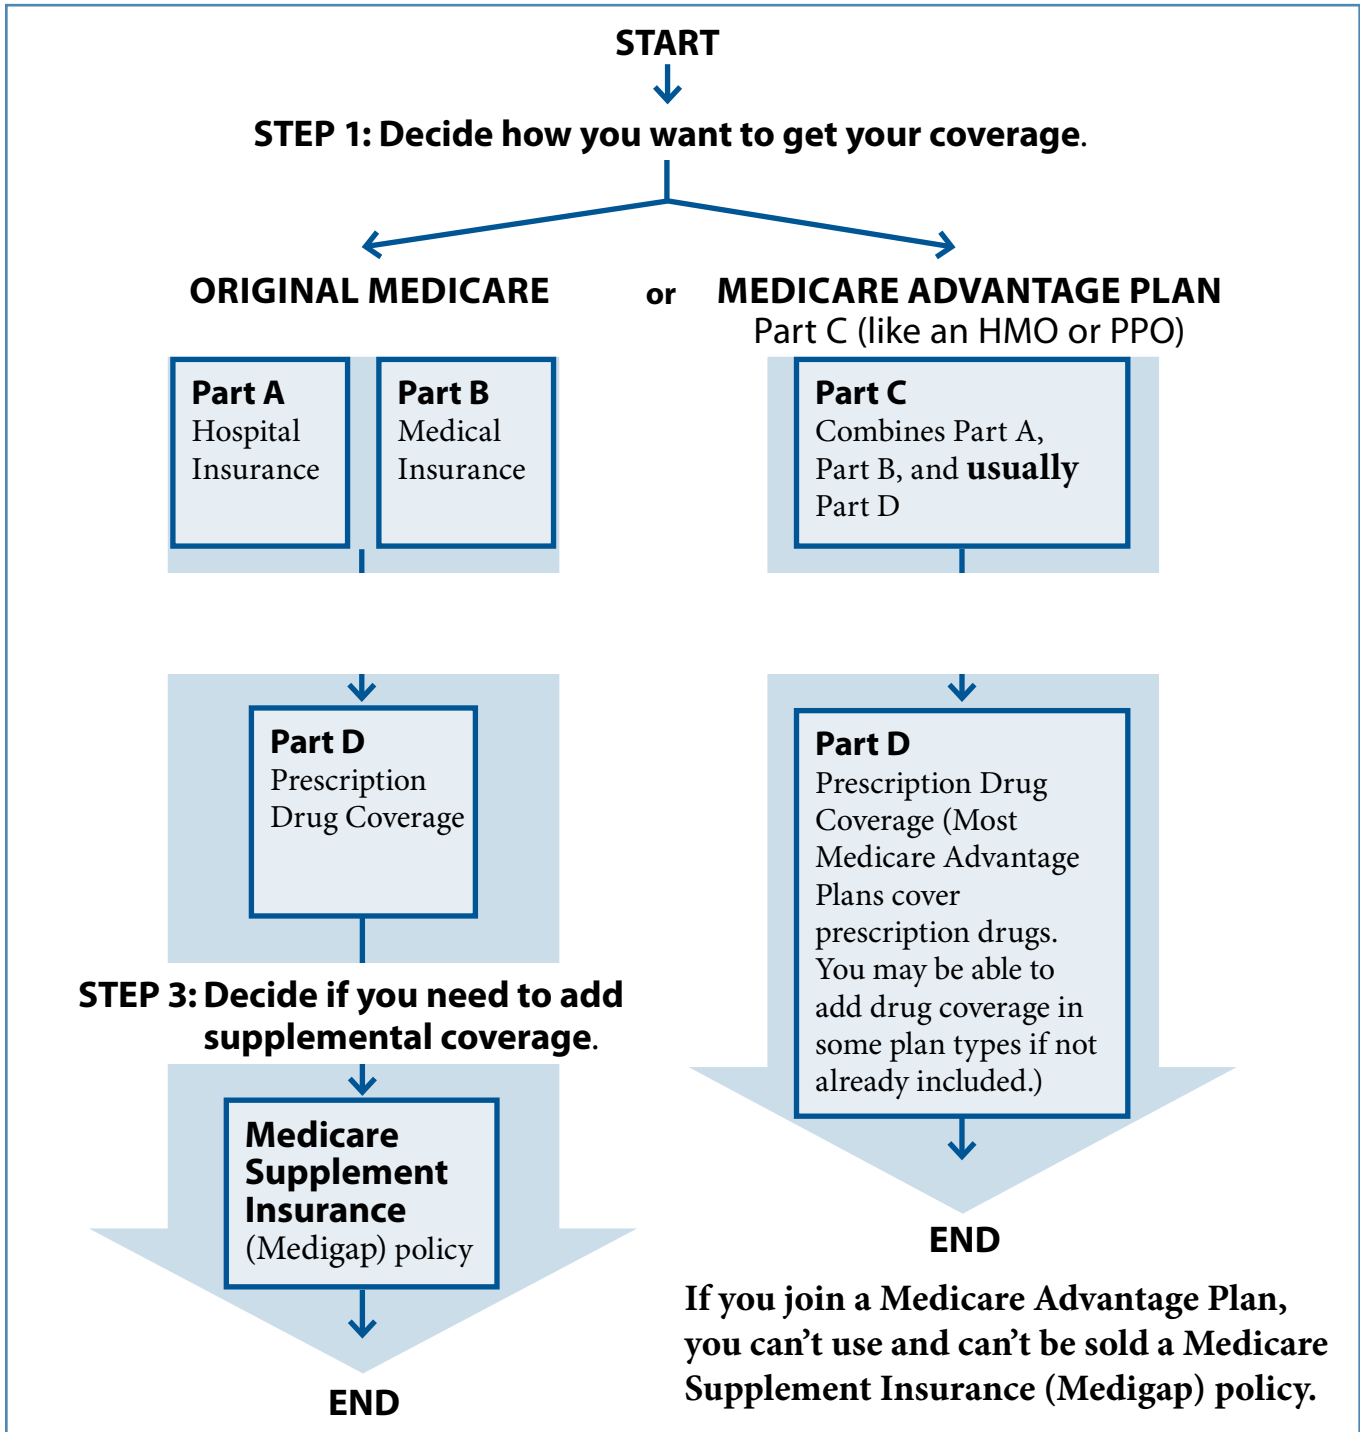 START
STEP 1: Decide how you want to get your coverage.
ORIGINAL MEDICARE
or
MEDICARE ADVANTAGE PLAN
Part C (like an HMO or PPO)
Part A
Hospital
Insurance
Part B
Medical
Insurance
Part C
Combines Part A,
Part B, and usually
Part D
Part D
Prescription
Drug Coverage
Part D
Prescription Drug
Coverage (Most
Medicare Advantage
Plans cover
prescription drugs.
You may be able to
add drug coverage in
some plan types if not
already included.)
STEP 3: Decide if you need to add
supplemental coverage.
Medicare
Supplement
Insurance
(Medigap) policy
END
END
If you join a Medicare Advantage Plan,
you can’t use and can’t be sold a Medicare
Supplement Insurance (Medigap) policy.